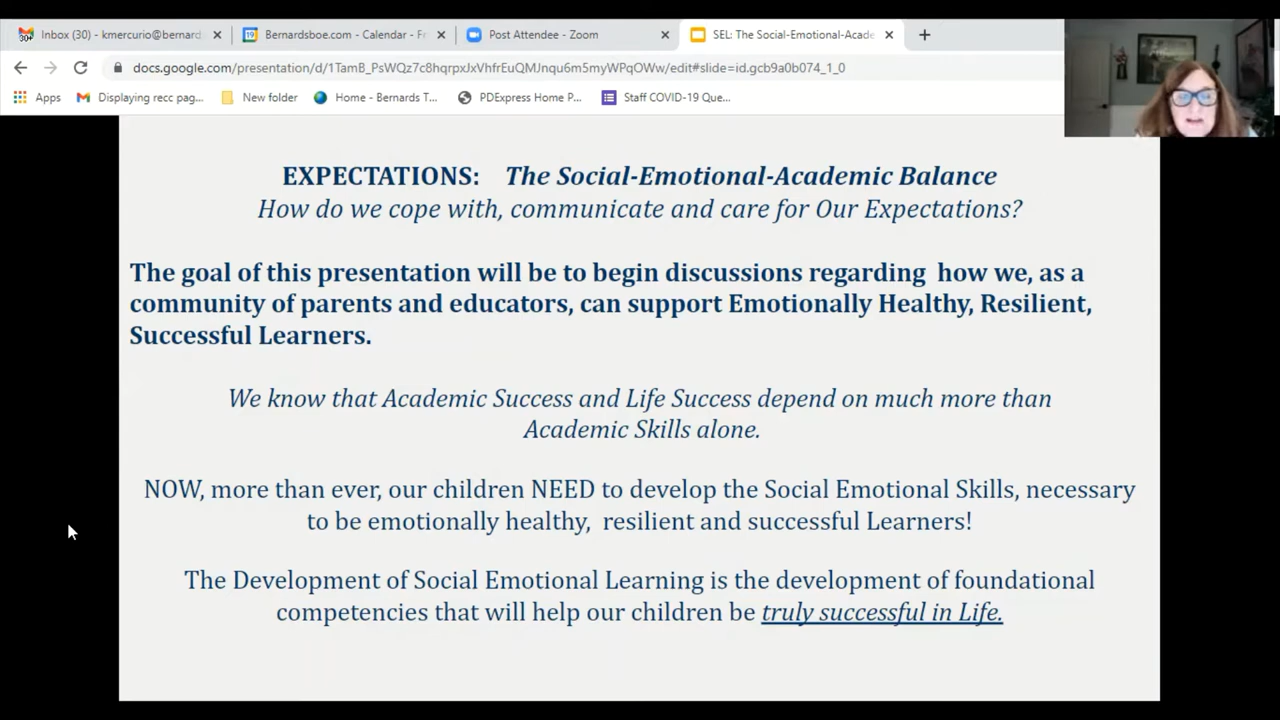 Inbox (30) - kmercurio@bernard
Bernardsboe.com - Calendar - Fr
Post Attendee - Zoom
SEL: The Social-Emotional-Acade
docs.google.com/presentation/d/1TamB_PsWQz7c8hqrpxJxVhfrEuQMJnqu6m5myWPqOWw/edit#slide=id.gcb9a0b074_1_0
Apps
Displaying recc pag...
New folder
Home - Bernards T...
PDExpress Home P...
Staff COVID-19 Que...
EXPECTATIONS: The Social-Emotional-Academic Balance
How do we cope with, communicate and care for Our Expectations?
The goal of this presentation will be to begin discussions regarding how we, as a
community of parents and educators, can support Emotionally Healthy, Resilient,
Successful Learners.
We know that Academic Success and Life Success depend on much more than
Academic Skills alone.
NOW, more than ever, our children NEED to develop the Social Emotional Skills, necessary
to be emotionally healthy, resilient and successful Learners!
The Development of Social Emotional Learning is the development of foundational
competencies that will help our children be truly successful in Life.